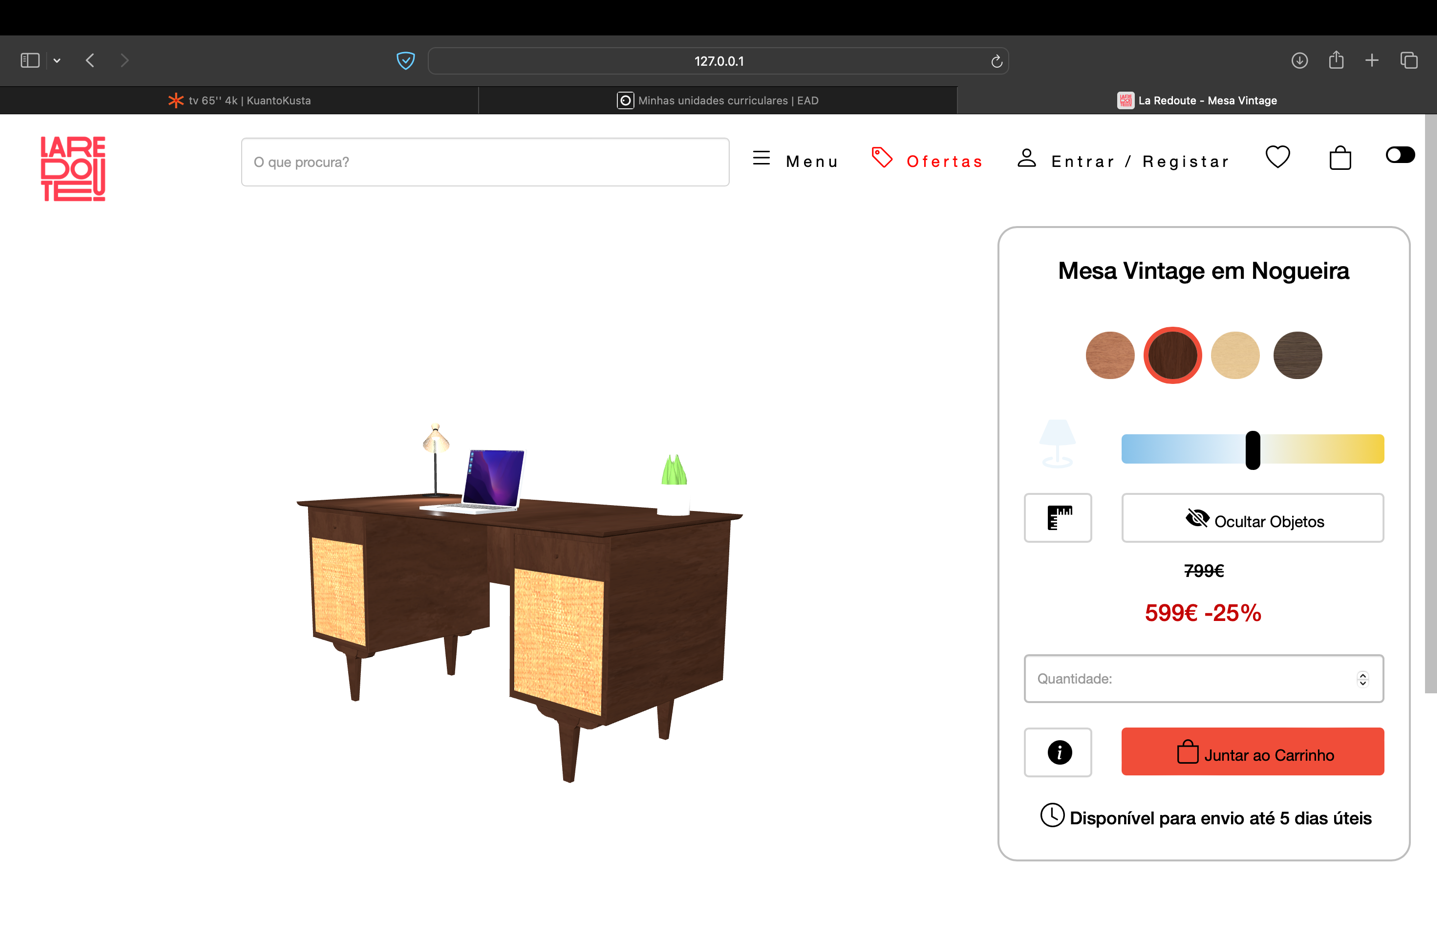 127.0.0.1
tv 65'' 4k | KuantoKusta
Minhas unidades curriculares | EAD
La Redoute - Mesa Vintage
LA RE
DOU
TE
O que procura?
Menu
Ofertas
Entrar / Registar
Mesa Vintage em Nogueira
Ocultar Objetos
799€
599€ -25%
Quantidade:
Juntar ao Carrinho
Disponível para envio até 5 dias úteis